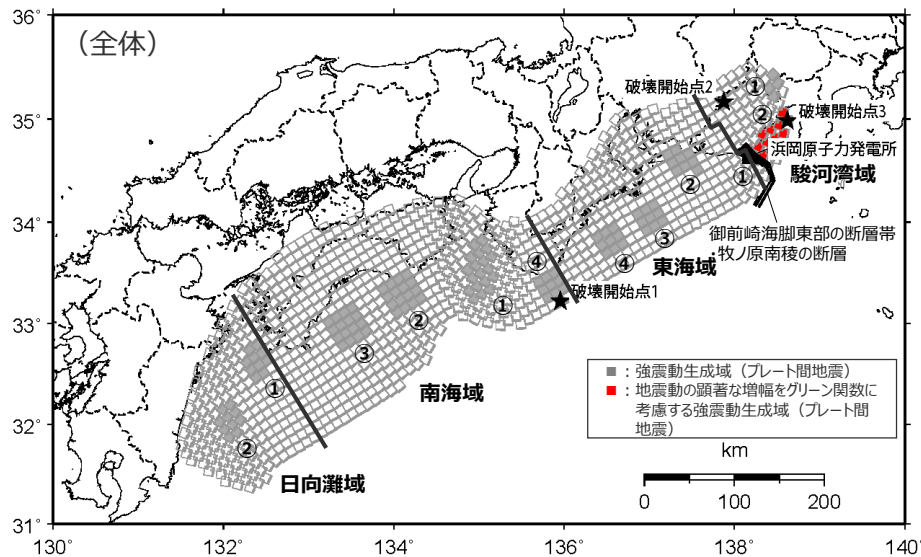 36°
35°
34°
33°
32°
31°
130°
132°
134°
136°
138°
140°
（全体）
破壊開始点2
①
②
破壊開始点3
浜岡原子力発電所
①
駿河湾域
②
御前崎海脚東部の断層帯
・牧ノ原南稜の断層
③
④
東海域
④
破壊開始点1
①
②
③
南海域
①
②
日向灘域
■：強震動生成域（プレート間地震）
■：地震動の顕著な増幅をグリーン関数に
考慮する強震動生成域（プレート間
地震）
km
0 100 200